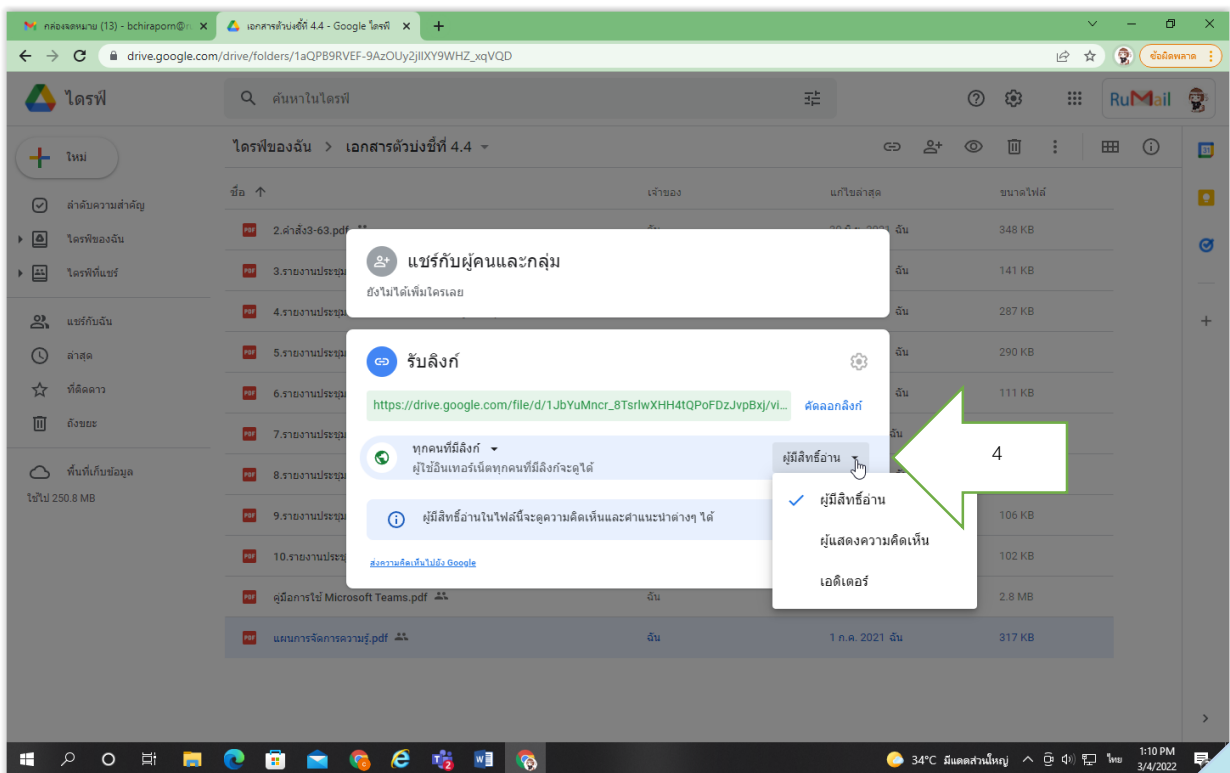 กล่องจดหมาย (13) - bchiraporn@r
เอกสารตัวบ่งชี้ที่ 4.4 - Google ไดรฟ์
drive.google.com/drive/folders/1aQPB9RVEF-9AzOUy2jIIXY9WHZ_xqVQD
ข้อผิดพลาด
ไดรฟ์
ค้นหาในไดรฟ์
RuMail
ใหม่
ไดรฟ์ของฉัน > เอกสารตัวบ่งชี้ที่ 4.4
ชื่อ เจ้าของ แก้ไขล่าสุด ขนาดไฟล์
ลำดับความสำคัญ
ไดรฟ์ของฉัน
ไดรฟ์ที่แชร์
แชร์กับฉัน
ล่าสุด
ที่ติดดาว
ถังขยะ
พื้นที่เก็บข้อมูล
ใช้ไป 250.8 MB
2.คำสั่ง3-63.pdf 2021 ฉัน 348 KB
3.รายงานประชุม ฉัน 141 KB
4.รายงานประชุม ฉัน 287 KB
5.รายงานประชุม ฉัน 290 KB
6.รายงานประชุม ฉัน 111 KB
7.รายงานประชุม ฉัน
8.รายงานประชุม
9.รายงานประชุม 106 KB
10.รายงานประชุ 102 KB
คู่มือการใช้ Microsoft Teams.pdf ฉัน 2.8 MB
แผนการจัดการความรู้.pdf ฉัน 1 ก.ค. 2021 ฉัน 317 KB
แชร์กับผู้คนและกลุ่ม
ยังไม่ได้เพิ่มใครเลย
รับลิงก์
https://drive.google.com/file/d/1JbYuMncr_8TsrlwXHH4tQPoFDzJvpBxj/vi... คัดลอกลิงก์
ทุกคนที่มีลิงก์
ผู้ใช้อินเทอร์เน็ตทุกคนที่มีลิงก์จะดูได้
ผู้มีสิทธิ์อ่าน
4
ผู้มีสิทธิ์อ่านในไฟล์นี้จะดูความคิดเห็นและคำแนะนำต่างๆ ได้
ส่งความคิดเห็นไปยัง Google
ผู้มีสิทธิ์อ่าน
ผู้แสดงความคิดเห็น
เอดิเตอร์
34°C มีแดดส่วนใหญ่
ไทย
1:10 PM
3/4/2022